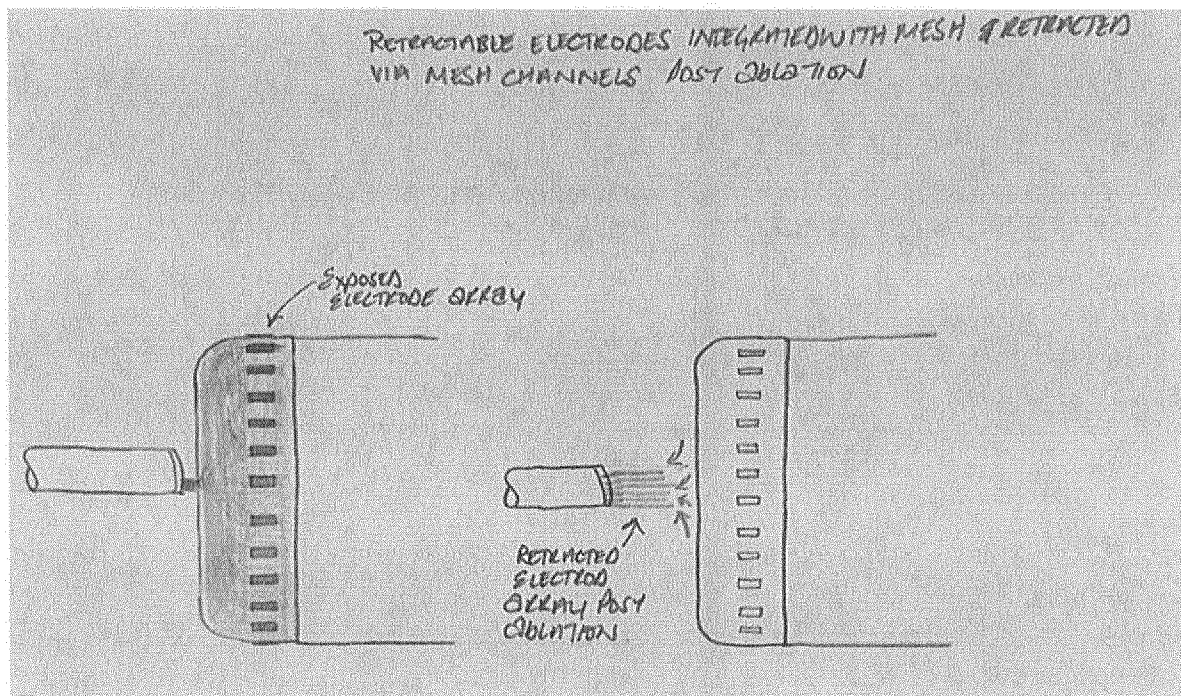 RETRACTABLE ELECTRODES INTEGRATED WITH MESH & RETRACTED
VIA MESH CHANNELS POST ABLATION
EXPOSED
ELECTRODE ARRAY
RETRACTED
ELECTROD
ARRAY POST
ABLATION